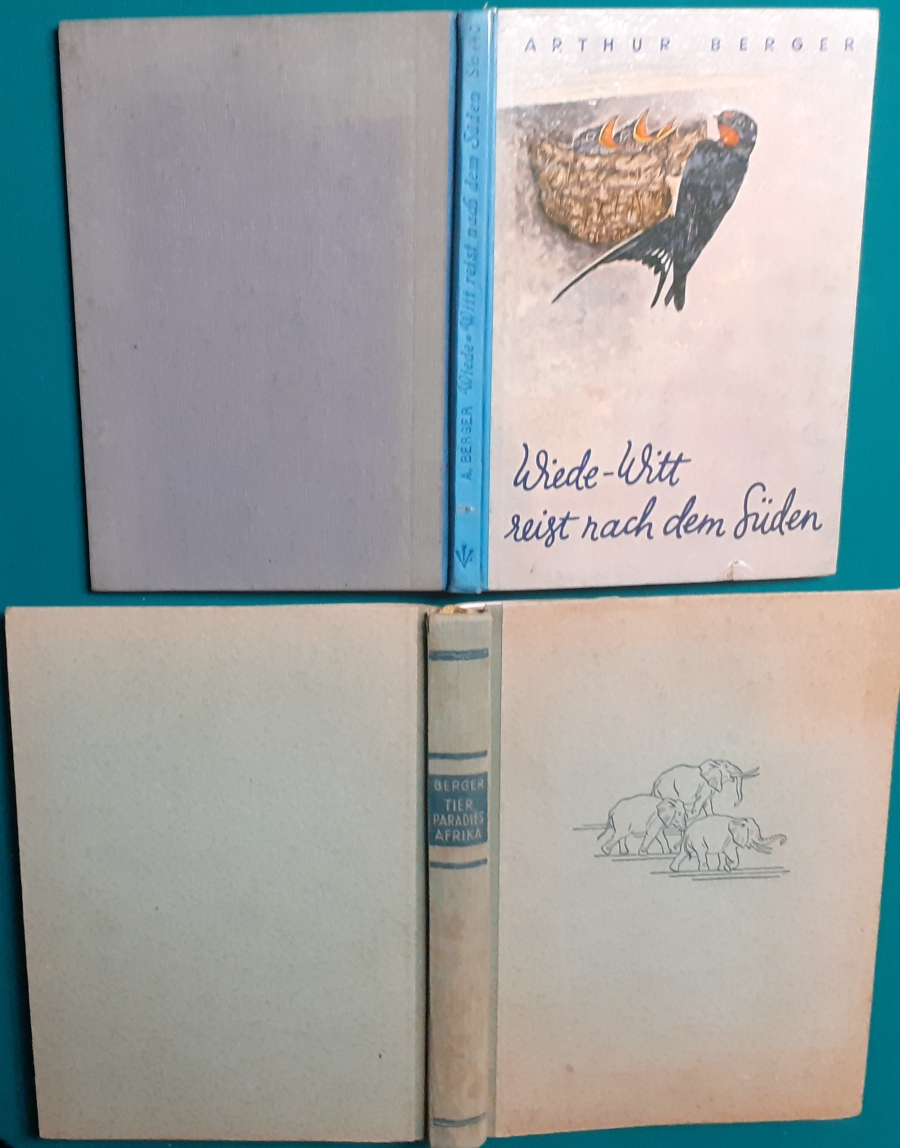 ARTHUR BERGER
Wiede-Witt
reist nach dem Süden
A. BERGER Wiede-Witt reist nach dem Süden
BERGER
TIER
PARADIES
AFRIKA